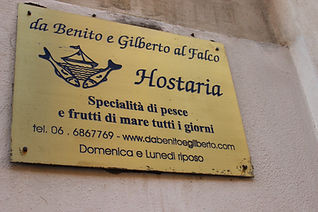 da Benito e Gilberto al Falco
Hostaria
Specialità di pesce
e frutti di mare tutti i giorni
tel. 06 . 6867769 - www.dabenitoegilberto.com
Domenica e Lunedì riposo